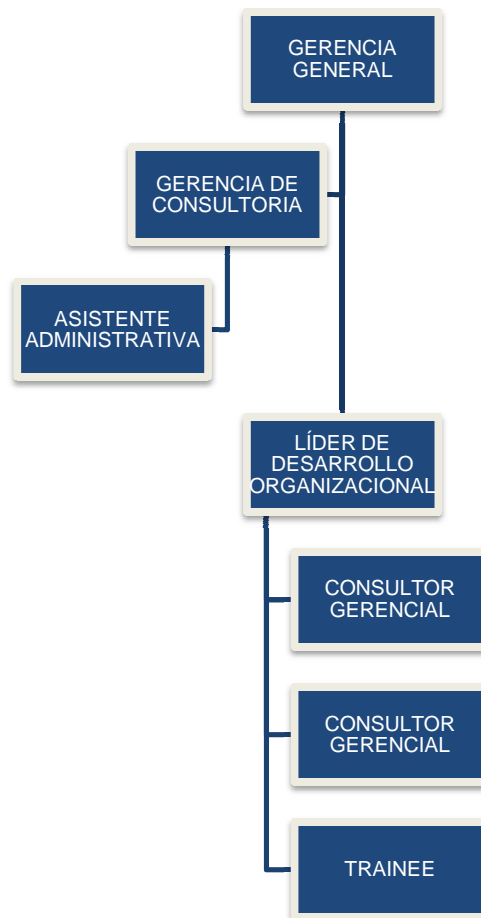 GERENCIA
GENERAL
GERENCIA DE
CONSULTORIA
ASISTENTE
ADMINISTRATIVA
LÍDER DE
DESARROLLO
ORGANIZACIONAL
CONSULTOR
GERENCIAL
CONSULTOR
GERENCIAL
TRAINEE